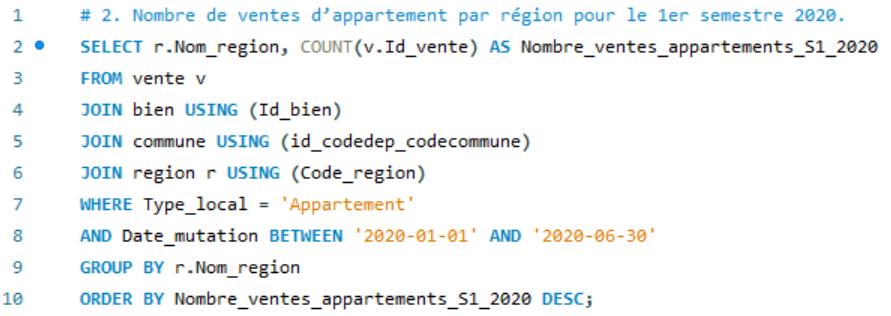 1 # 2. Nombre de ventes d’appartement par région pour le 1er semestre 2020.
2 SELECT r.Nom_region, COUNT(v.Id_vente) AS Nombre_ventes_appartements_S1_2020
3 FROM vente v
4 JOIN bien USING (Id_bien)
5 JOIN commune USING (id_codedep_codecommune)
6 JOIN region r USING (Code_region)
7 WHERE Type_local = 'Appartement'
8 AND Date_mutation BETWEEN '2020-01-01' AND '2020-06-30'
9 GROUP BY r.Nom_region
10 ORDER BY Nombre_ventes_appartements_S1_2020 DESC;